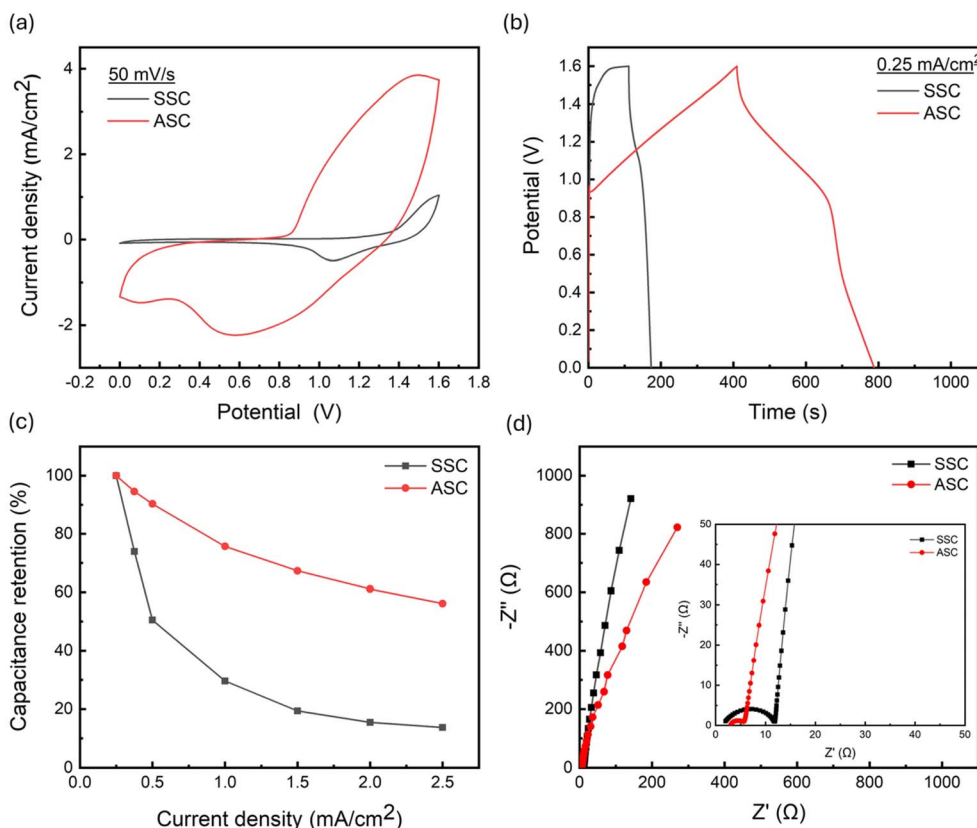 (a)
50 mV/s
SSC
ASC
Current density (mA/cm2)
4
2
0
-2
-0.2 0.0 0.2 0.4 0.6 0.8 1.0 1.2 1.4 1.6 1.8
Potential (V)
(b)
0.25 mA/cm2
SSC
ASC
Potential (V)
1.6
1.4
1.6
1.2
1.0
0.8
0.6
0.4
0.2
0.0
0 200 400 600 800 1000
Time (s)
(c)
SSC
ASC
Capacitance retention (%)
100
80
60
40
20
0
0.0 0.5 1.0 1.5 2.0 2.5
Current density (mA/cm2)
(d)
SSC
ASC
-Z'' (Ω)
1000
800
600
400
200
0
0 200 400 600 800 1000
Z' (Ω)
SSC
ASC
-Z'' (Ω)
50
40
30
20
10
0
0 10 20 30 40 50
Z' (Ω)